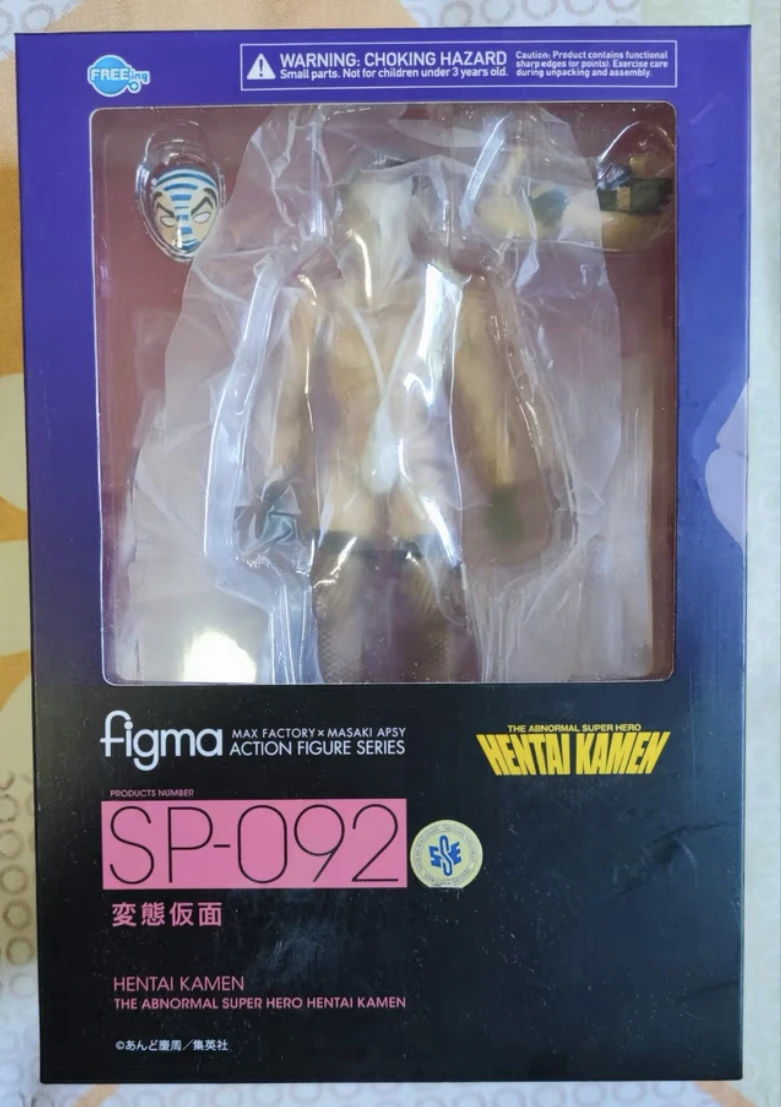 FREEing
WARNING: CHOKING HAZARD
Small parts. Not for children under 3 years old.
Caution: Product contains functional
sharp edges (or points). Exercise care
during unpacking and assembly.
figma
MAX FACTORY×MASAKI APSY
ACTION FIGURE SERIES
THE ABNORMAL SUPER HERO
HENTAI KAMEN
PRODUCTS NUMBER
SP-092
変態仮面
HENTAI KAMEN
THE ABNORMAL SUPER HERO HENTAI KAMEN
©あんど慶周／集英社